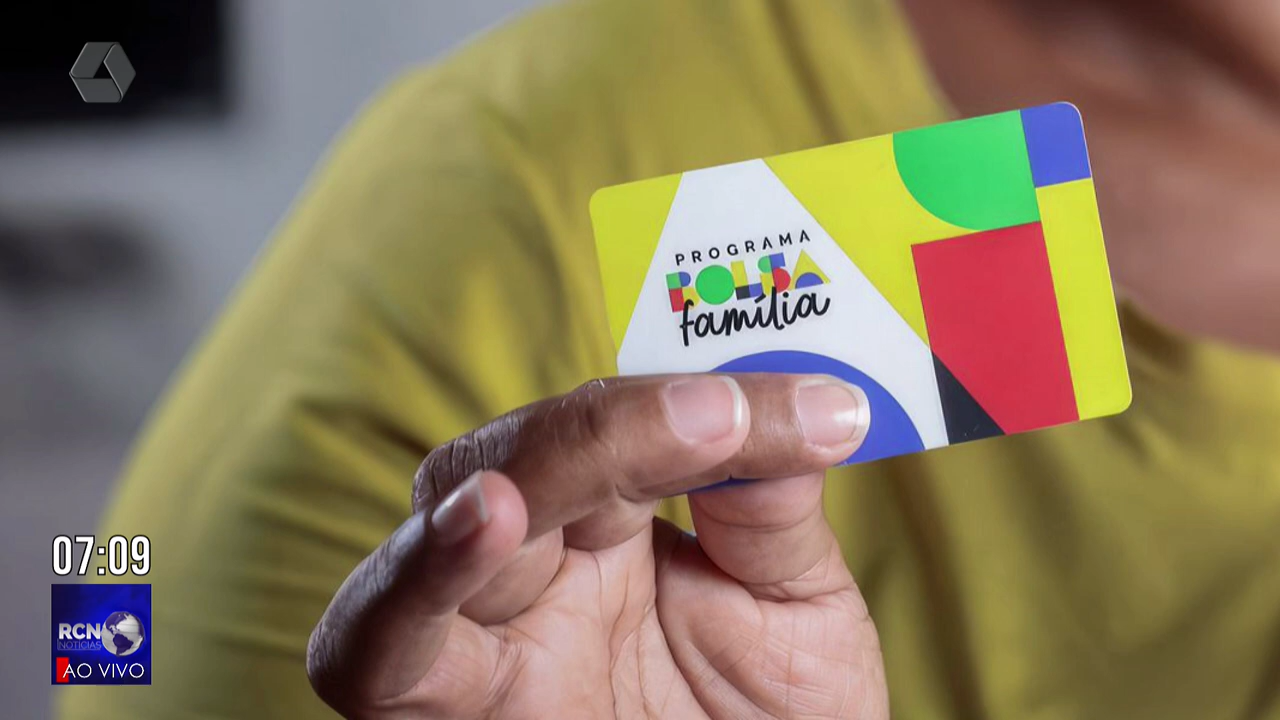 PROGRAMA
BOLSA
família
07:09
RCN
NOTÍCIAS
AO VIVO